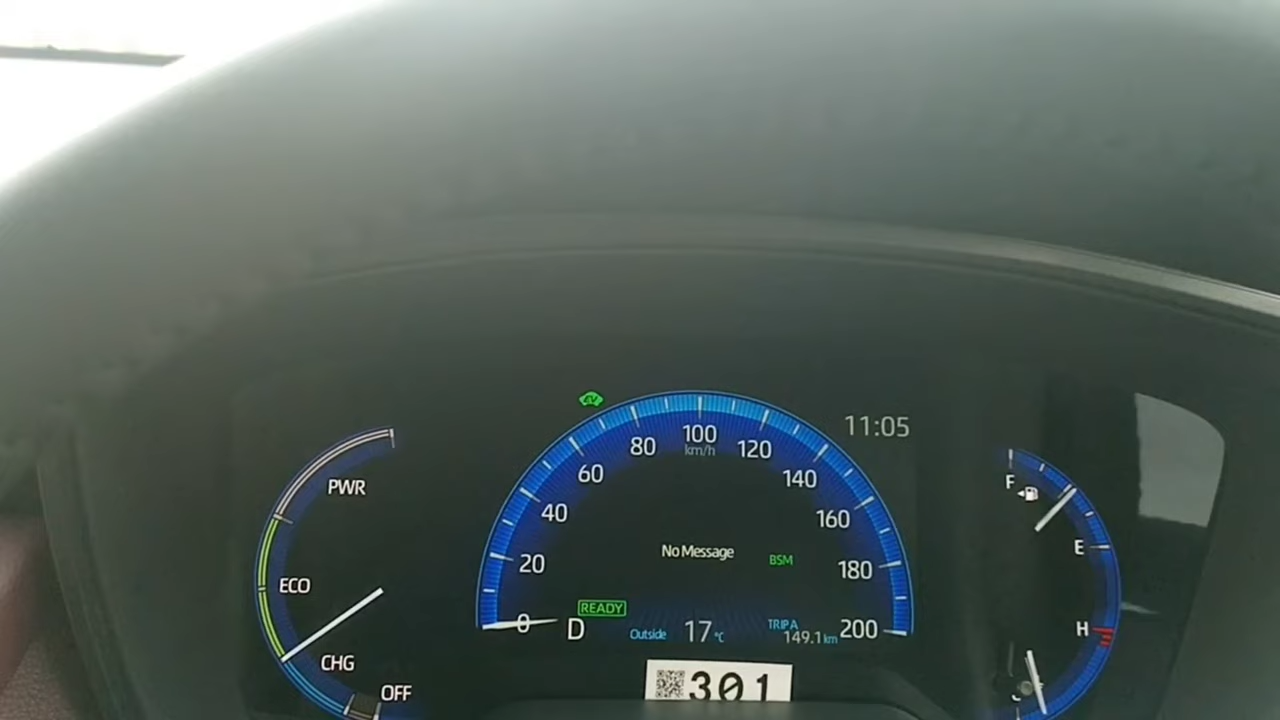 11:05
PWR
ECO
CHG
OFF
0
20
40
60
80
100
km/h
120
140
160
180
200
No Message
BSM
READY
D
Outside 17 °C
TRIP A
149.1 km
F
E
H
301